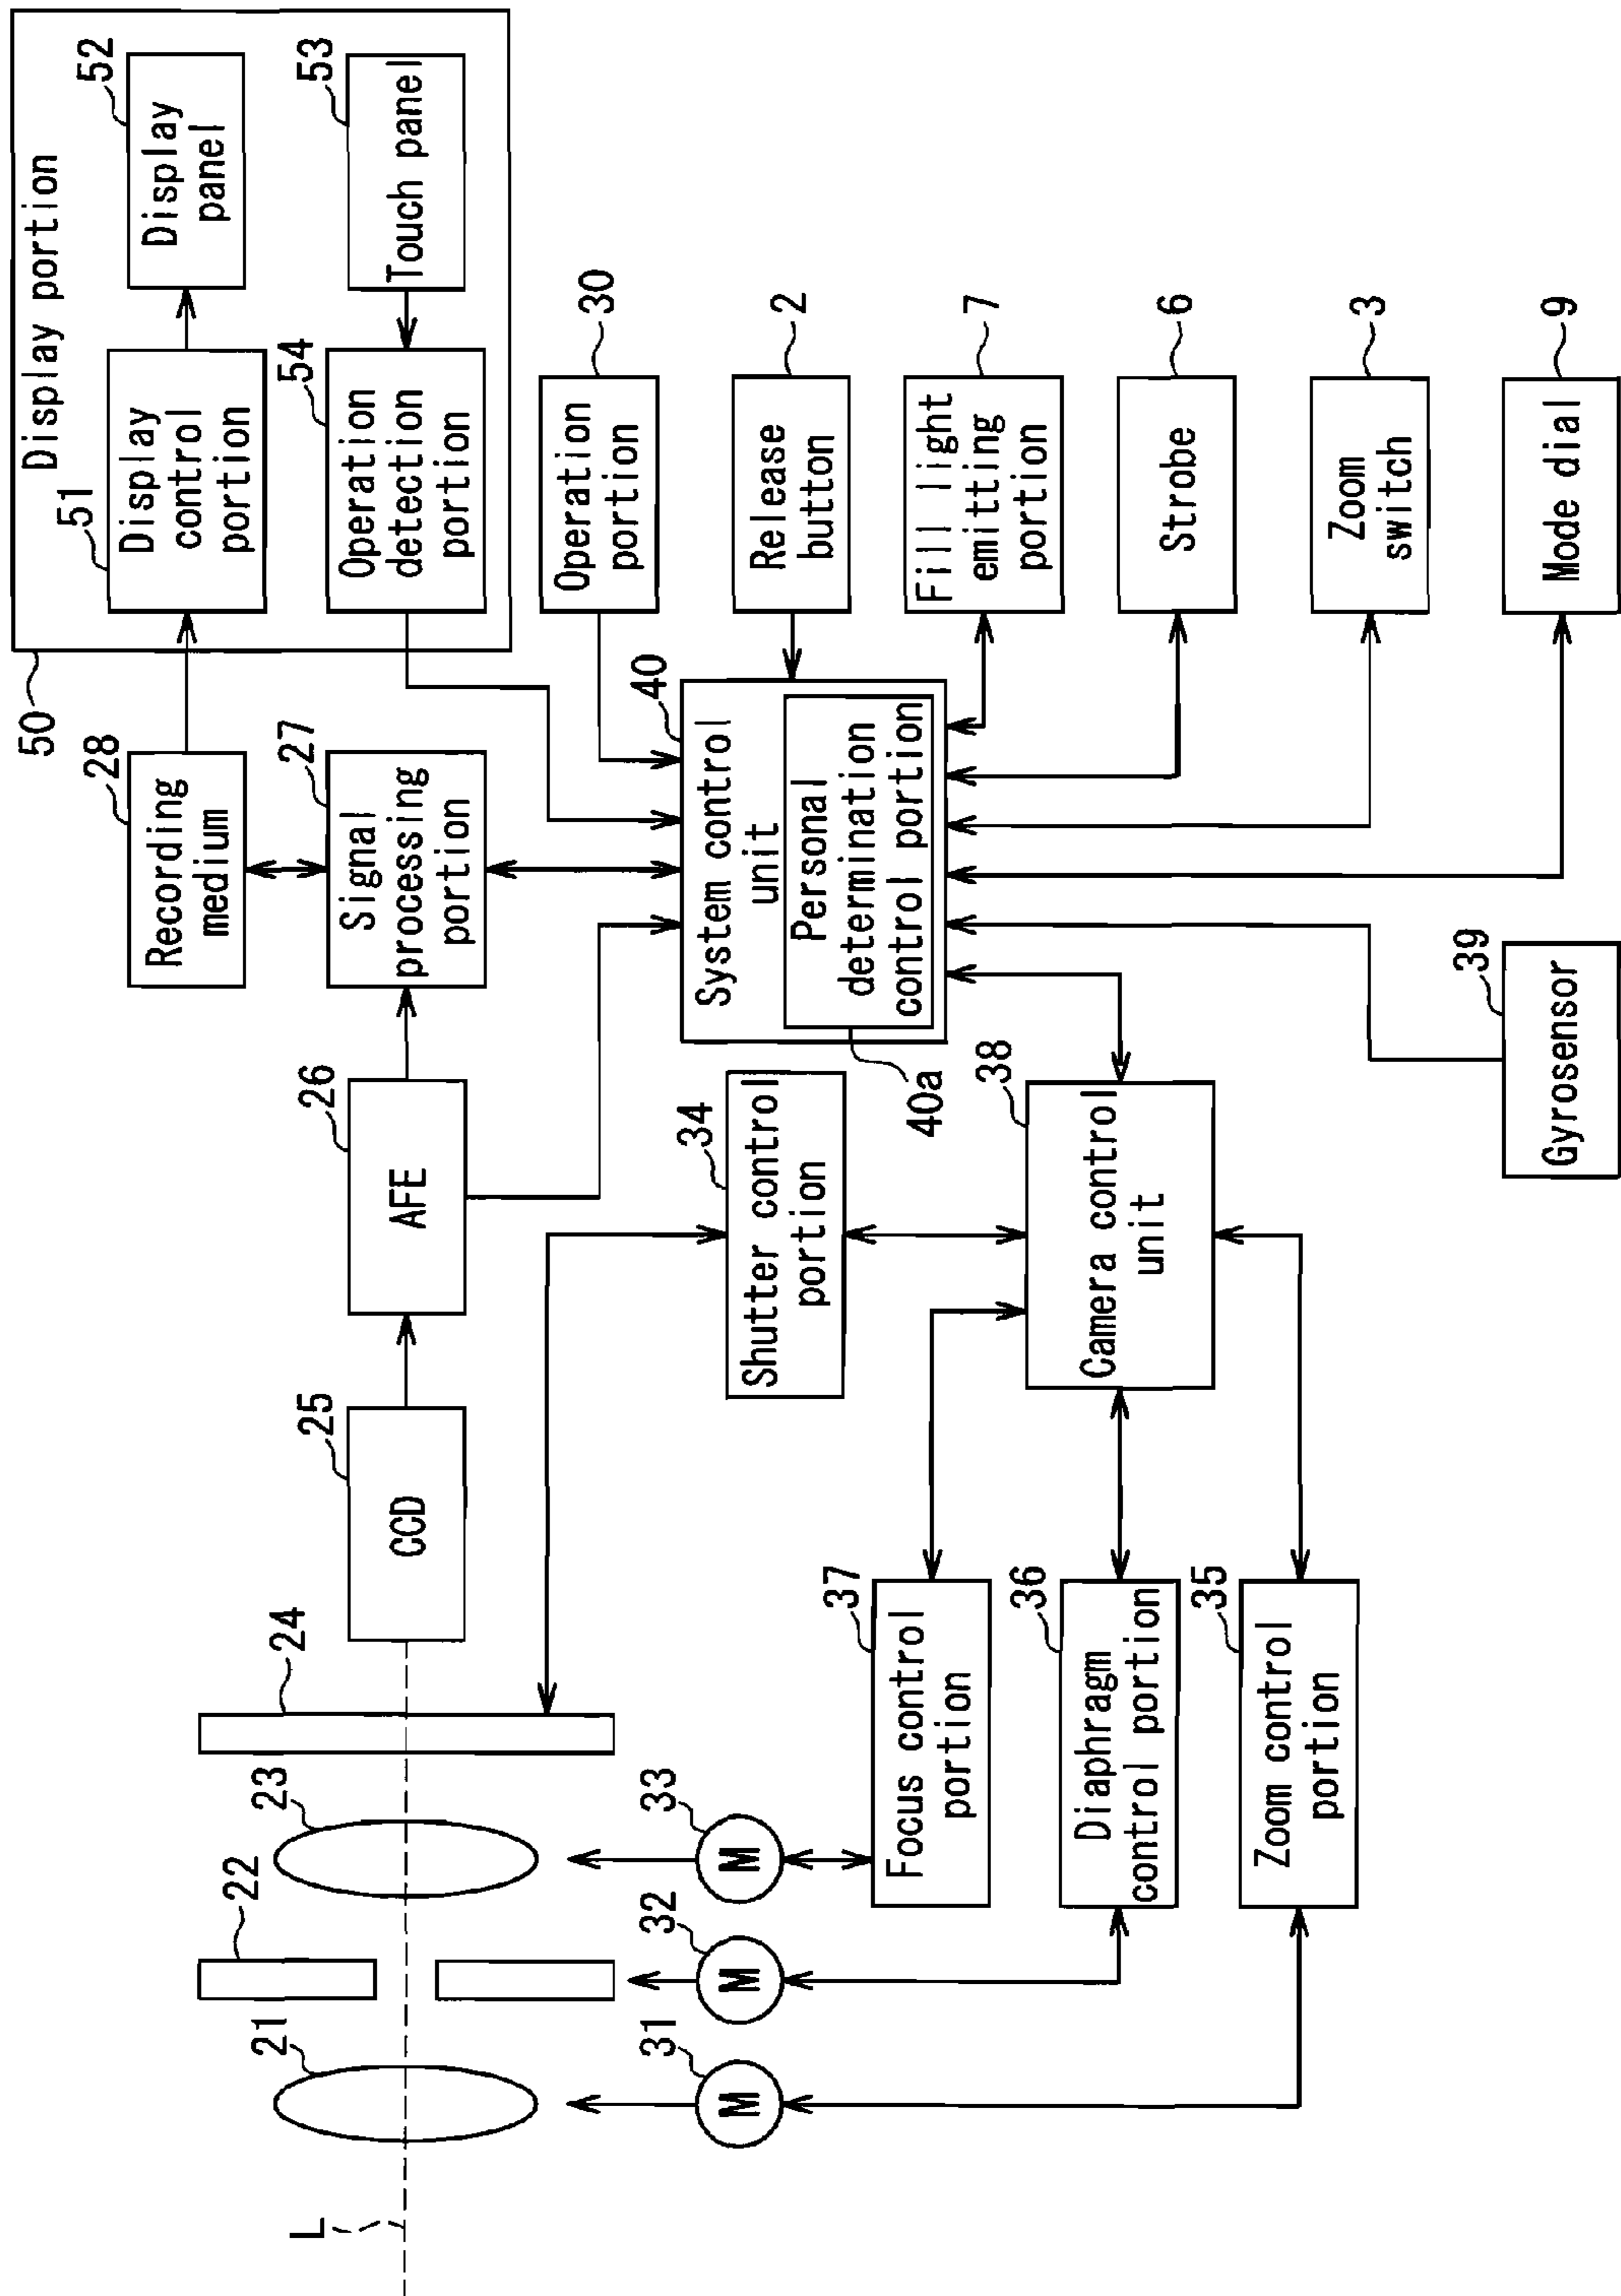 50
Display portion
51
Display
control
portion
52
Display
panel
54
Operation
detection
portion
53
Touch panel
28
Recording
medium
27
Signal
processing
portion
26
AFE
25
CCD
24
23
22
21
L
30
Operation
portion
2
Release
button
7
Fill light
emitting
portion
6
Strobe
3
Zoom
switch
9
Mode dial
40
System control
unit
Personal
determination
control portion
40a
34
Shutter control
portion
38
Camera control
unit
39
Gyrosensor
33
M
32
M
31
M
37
Focus control
portion
36
Diaphragm
control portion
35
Zoom control
portion